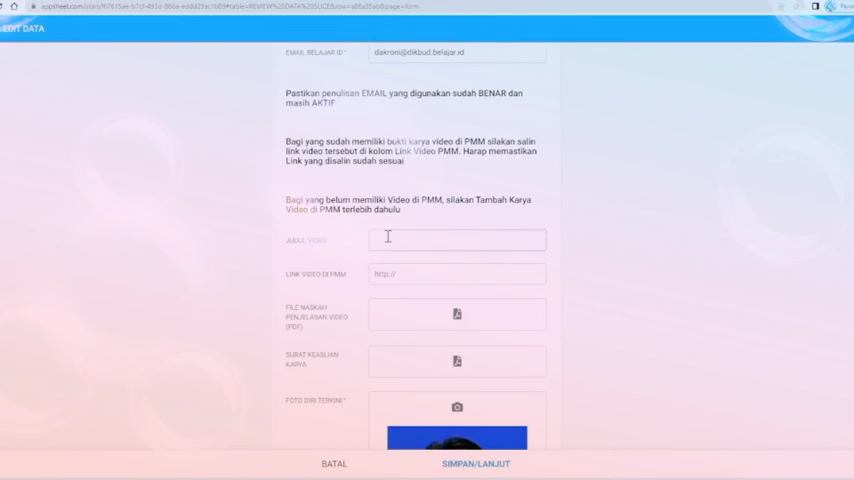 EDIT DATA
EMAIL BELAJAR ID*
dakroni@dikbud.belajar.id
Pastikan penulisan EMAIL yang digunakan sudah BENAR dan
masih AKTIF
Bagi yang sudah memiliki bukti karya video di PMM silakan salin
link video tersebut di kolom Link Video PMM. Harap memastikan
Link yang disalin sudah sesuai
Bagi yang belum memiliki Video di PMM, silakan Tambah Karya
Video di PMM terlebih dahulu
JUDUL VIDEO
LINK VIDEO DI PMM
http://
FILE NASKAH
PENJELASAN VIDEO
(PDF)
SURAT KEASLIAN
KARYA
FOTO DIRI TERKINI*
BATAL
SIMPAN/LANJUT